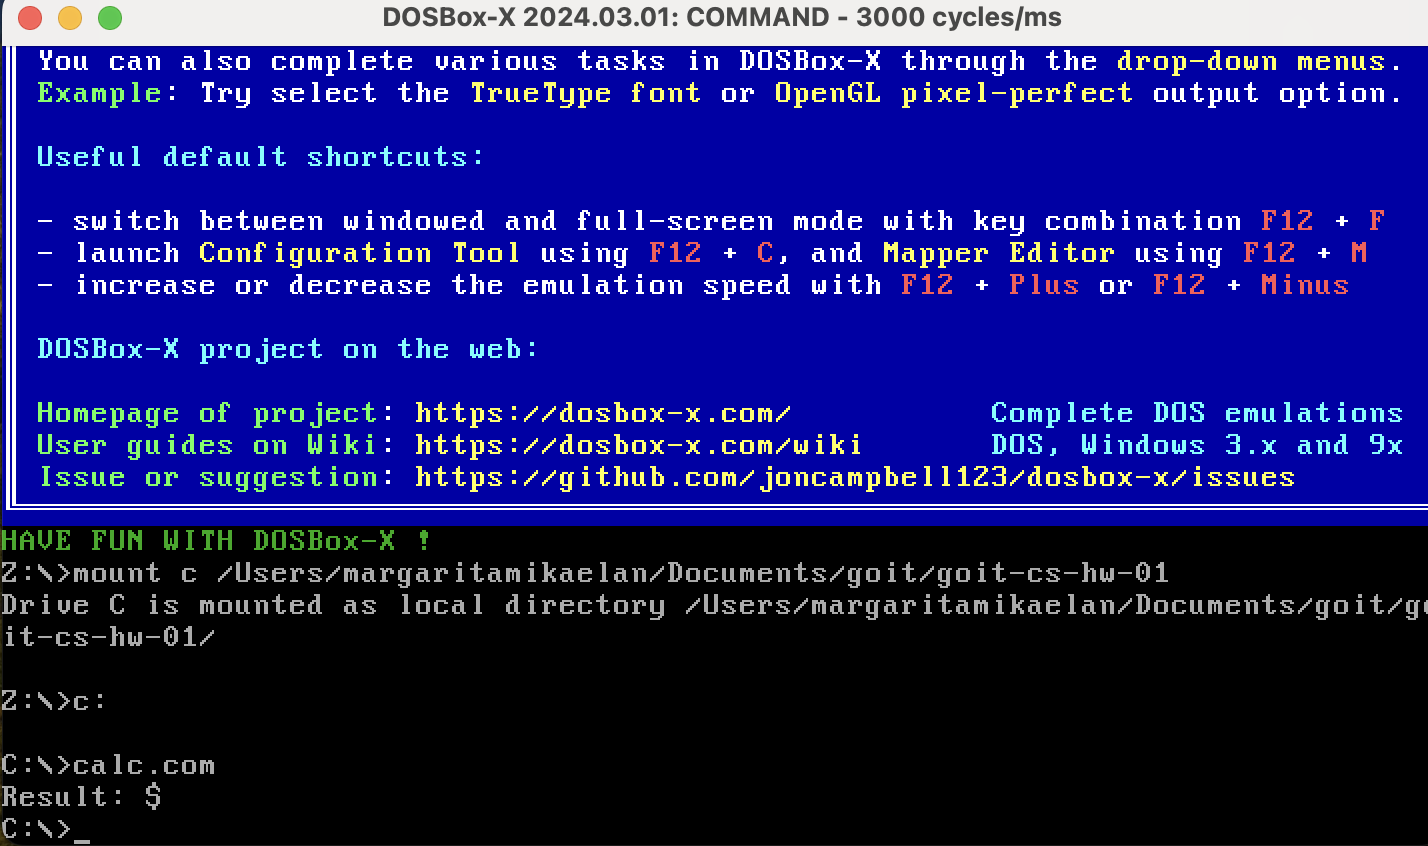 DOSBox-X 2024.03.01: COMMAND - 3000 cycles/ms
You can also complete various tasks in DOSBox-X through the drop-down menus.
Example: Try select the TrueType font or OpenGL pixel-perfect output option.
Useful default shortcuts:
- switch between windowed and full-screen mode with key combination F12 + F
- launch Configuration Tool using F12 + C, and Mapper Editor using F12 + M
- increase or decrease the emulation speed with F12 + Plus or F12 + Minus
DOSBox-X project on the web:
Homepage of project: https://dosbox-x.com/ Complete DOS emulations
User guides on Wiki: https://dosbox-x.com/wiki DOS, Windows 3.x and 9x
Issue or suggestion: https://github.com/joncampbell123/dosbox-x/issues
HAVE FUN WITH DOSBox-X !
Z:\>mount c /Users/margaritamikaelan/Documents/goit/goit-cs-hw-01
Drive C is mounted as local directory /Users/margaritamikaelan/Documents/goit/go
it-cs-hw-01/
Z:\>c:
C:\>calc.com
Result: $
C:\>_